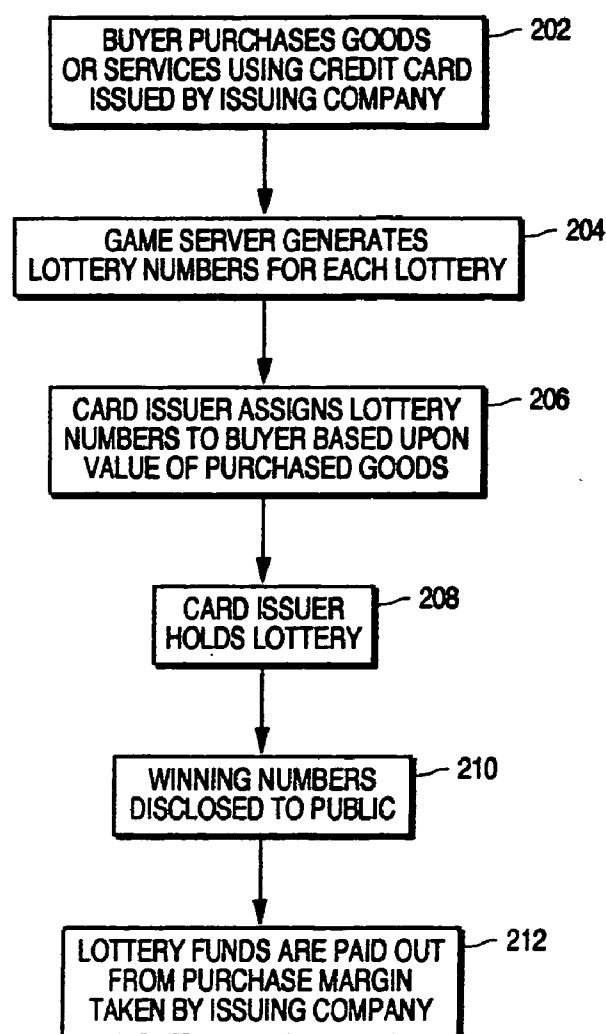 BUYER PURCHASES GOODS
OR SERVICES USING CREDIT CARD
ISSUED BY ISSUING COMPANY
202
GAME SERVER GENERATES
LOTTERY NUMBERS FOR EACH LOTTERY
204
CARD ISSUER ASSIGNS LOTTERY
NUMBERS TO BUYER BASED UPON
VALUE OF PURCHASED GOODS
206
CARD ISSUER
HOLDS LOTTERY
208
WINNING NUMBERS
DISCLOSED TO PUBLIC
210
LOTTERY FUNDS ARE PAID OUT
FROM PURCHASE MARGIN
TAKEN BY ISSUING COMPANY
212